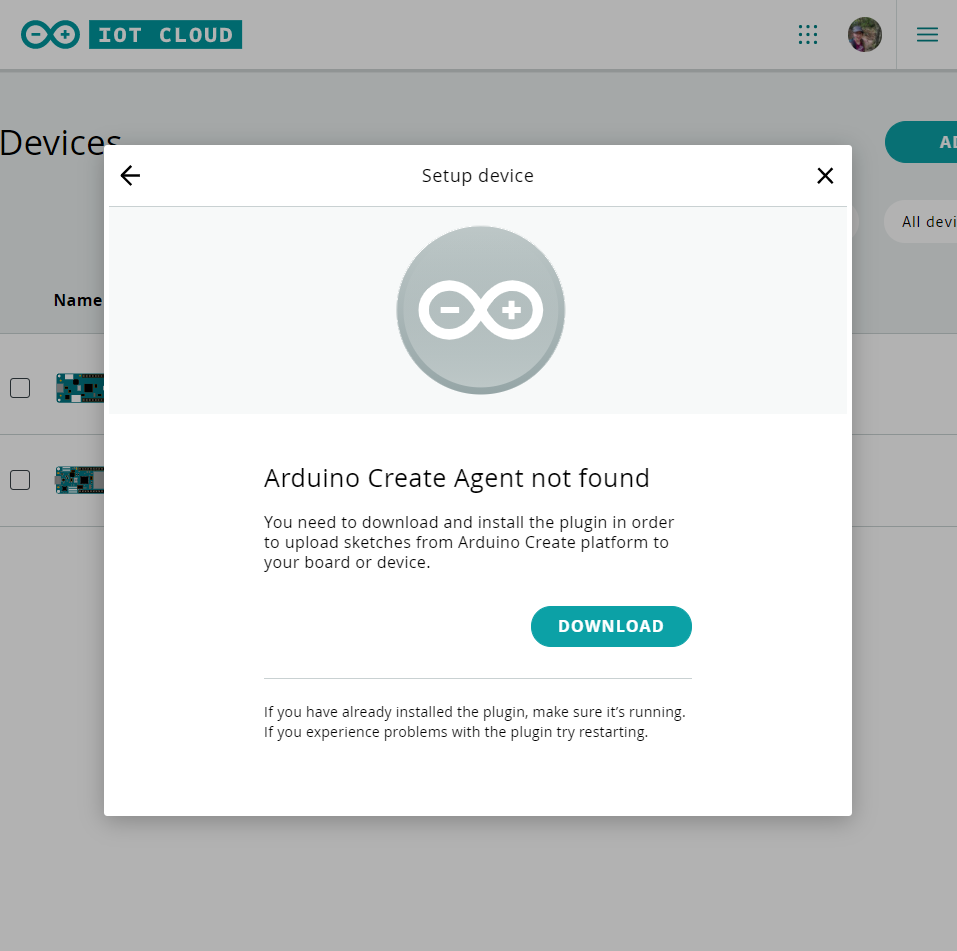 IOT CLOUD
Devices
Setup device
All
Name
Arduino Create Agent not found
You need to download and install the plugin in order
to upload sketches from Arduino Create platform to
your board or device.
DOWNLOAD
If you have already installed the plugin, make sure it’s running.
If you experience problems with the plugin try restarting.